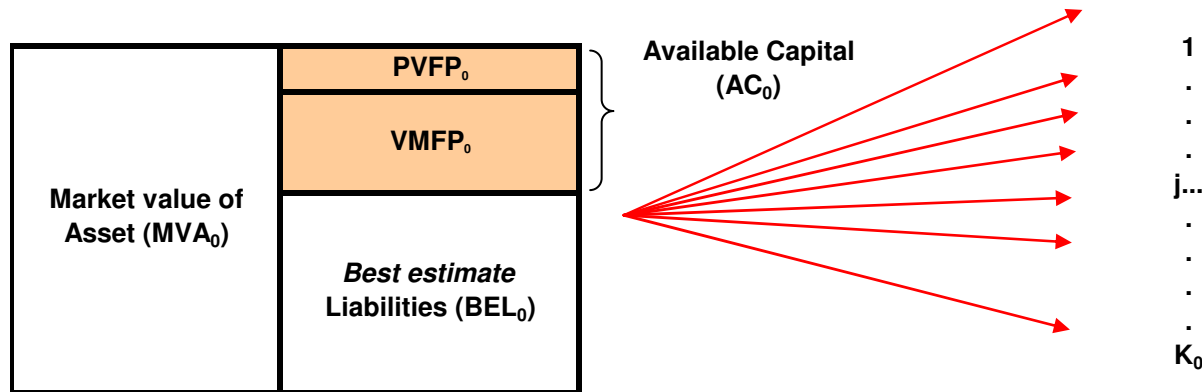 PVFP₀
VMFP₀
Available Capital
(AC₀)
Market value of
Asset (MVA₀)
Best estimate
Liabilities (BEL₀)
1
.
.
.
j...
.
.
.
.
K₀